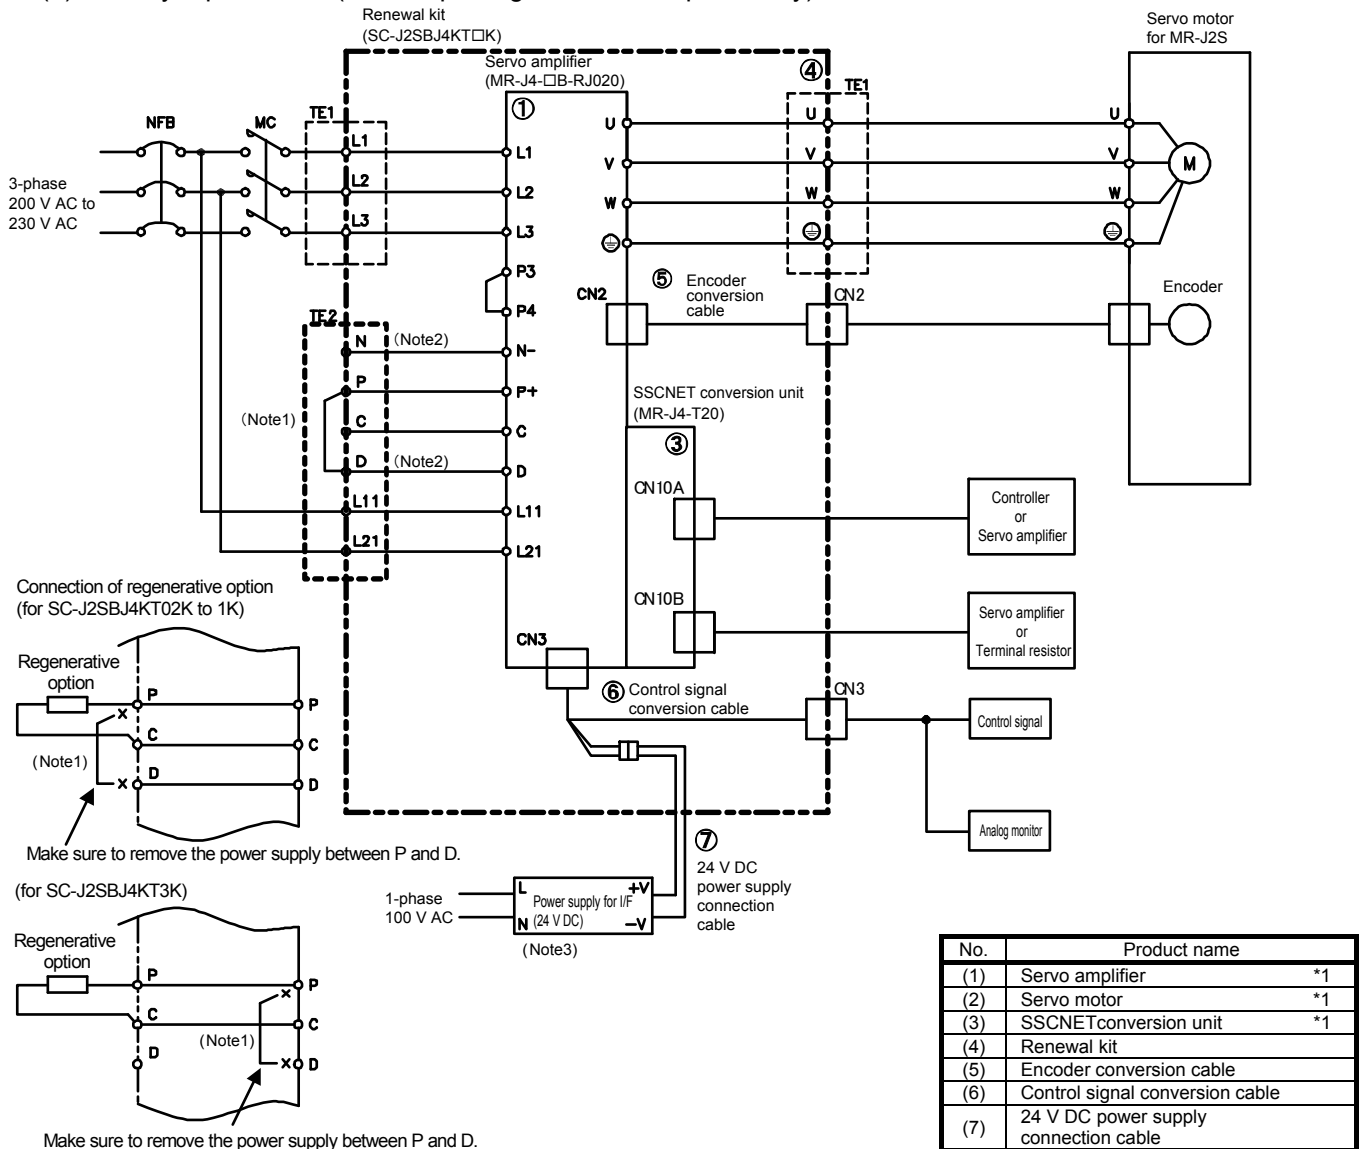 Renewal kit
(SC-J2SBJ4KT□K)
Servo motor
for MR-J2S
Servo amplifier
(MR-J4-□B-RJ020)
①
④
TE1
TE1
NFB
MC
3-phase
200 V AC to
230 V AC
L1
L2
L3
L1
L2
L3
P3
P4
N-
P+
C
D
L11
L21
U
V
W
U
V
W
U
V
W
M
CN2
⑤ Encoder
conversion
cable
CN2
Encoder
TE2
N (Note2)
P
(Note1)
C
D (Note2)
L11
L21
SSCNET conversion unit
(MR-J4-T20)
③
CN10A
Controller
or
Servo amplifier
CN10B
Servo amplifier
or
Terminal resistor
CN3
⑥ Control signal
conversion cable
CN3
Control signal
Analog monitor
⑦
24 V DC
power supply
connection
cable
1-phase
100 V AC
L
N
Power supply for I/F
(24 V DC)
+V
-V
(Note3)
Connection of regenerative option
(for SC-J2SBJ4KT02K to 1K)
Regenerative
option
P
C
D
P
C
D
(Note1)
Make sure to remove the power supply between P and D.
(for SC-J2SBJ4KT3K)
Regenerative
option
P
C
D
P
C
D
(Note1)
Make sure to remove the power supply between P and D.
No. Product name
(1) Servo amplifier *1
(2) Servo motor *1
(3) SSCNETconversion unit *1
(4) Renewal kit
(5) Encoder conversion cable
(6) Control signal conversion cable
(7) 24 V DC power supply
connection cable